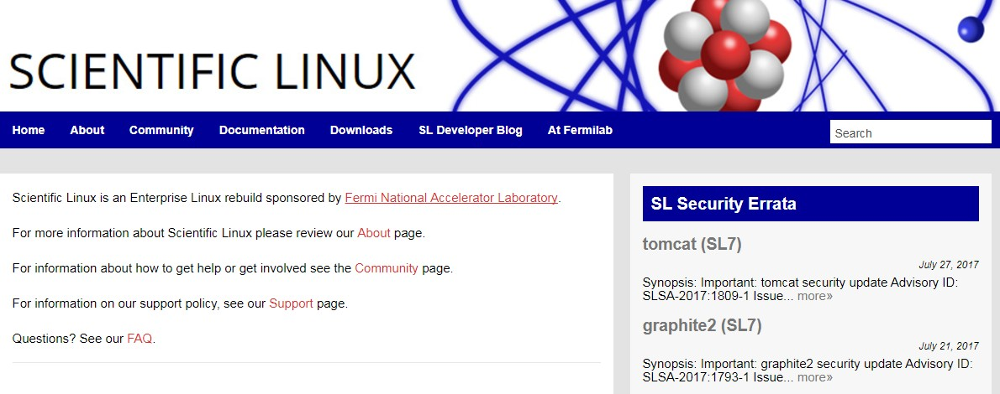 SCIENTIFIC LINUX
Home About Community Documentation Downloads SL Developer Blog At Fermilab Search
Scientific Linux is an Enterprise Linux rebuild sponsored by Fermi National Accelerator Laboratory.
For more information about Scientific Linux please review our About page.
For information about how to get help or get involved see the Community page.
For information on our support policy, see our Support page.
Questions? See our FAQ.
SL Security Errata
tomcat (SL7)
July 27, 2017
Synopsis: Important: tomcat security update Advisory ID:
SLSA-2017:1809-1 Issue... more»
graphite2 (SL7)
July 21, 2017
Synopsis: Important: graphite2 security update Advisory ID:
SLSA-2017:1793-1 Issue... more»